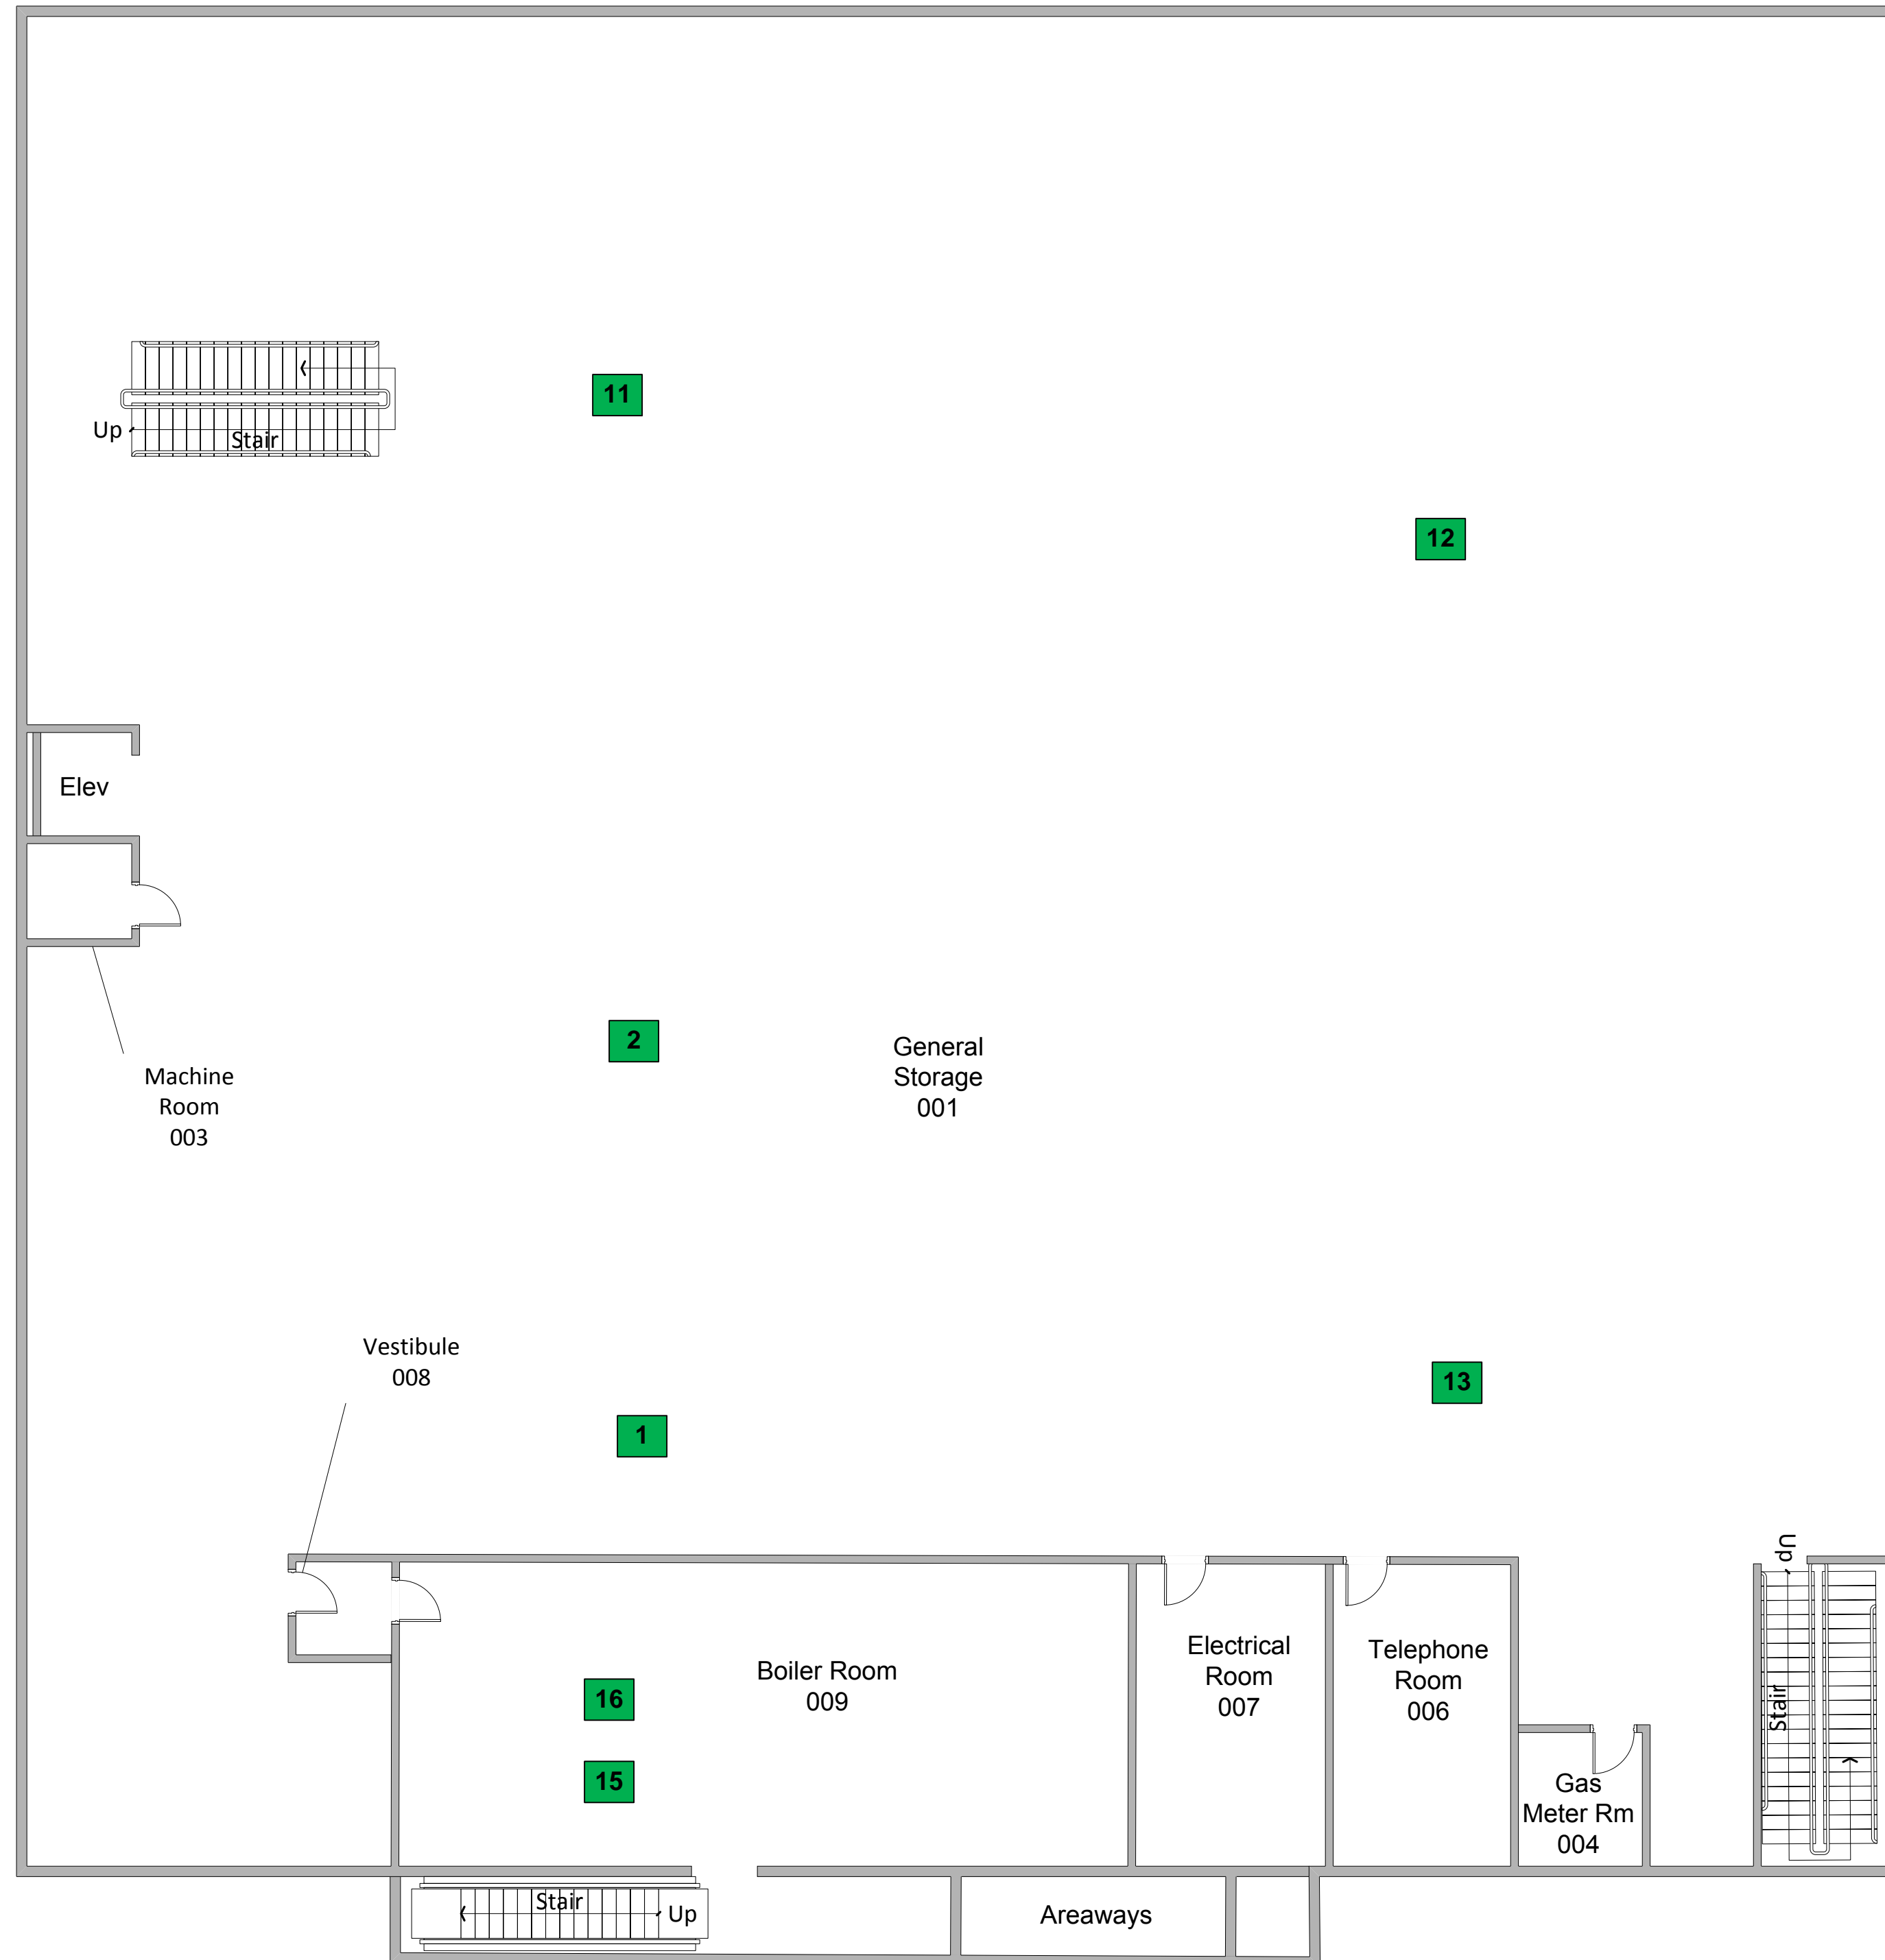 11
Up
Stair
12
Elev
2
General
Storage
001
Machine
Room
003
Vestibule
008
13
1
Up
Boiler Room
009
Electrical
Room
007
Telephone
Room
006
16
Stair
15
Gas
Meter Rm
004
Stair
Up
Areaways